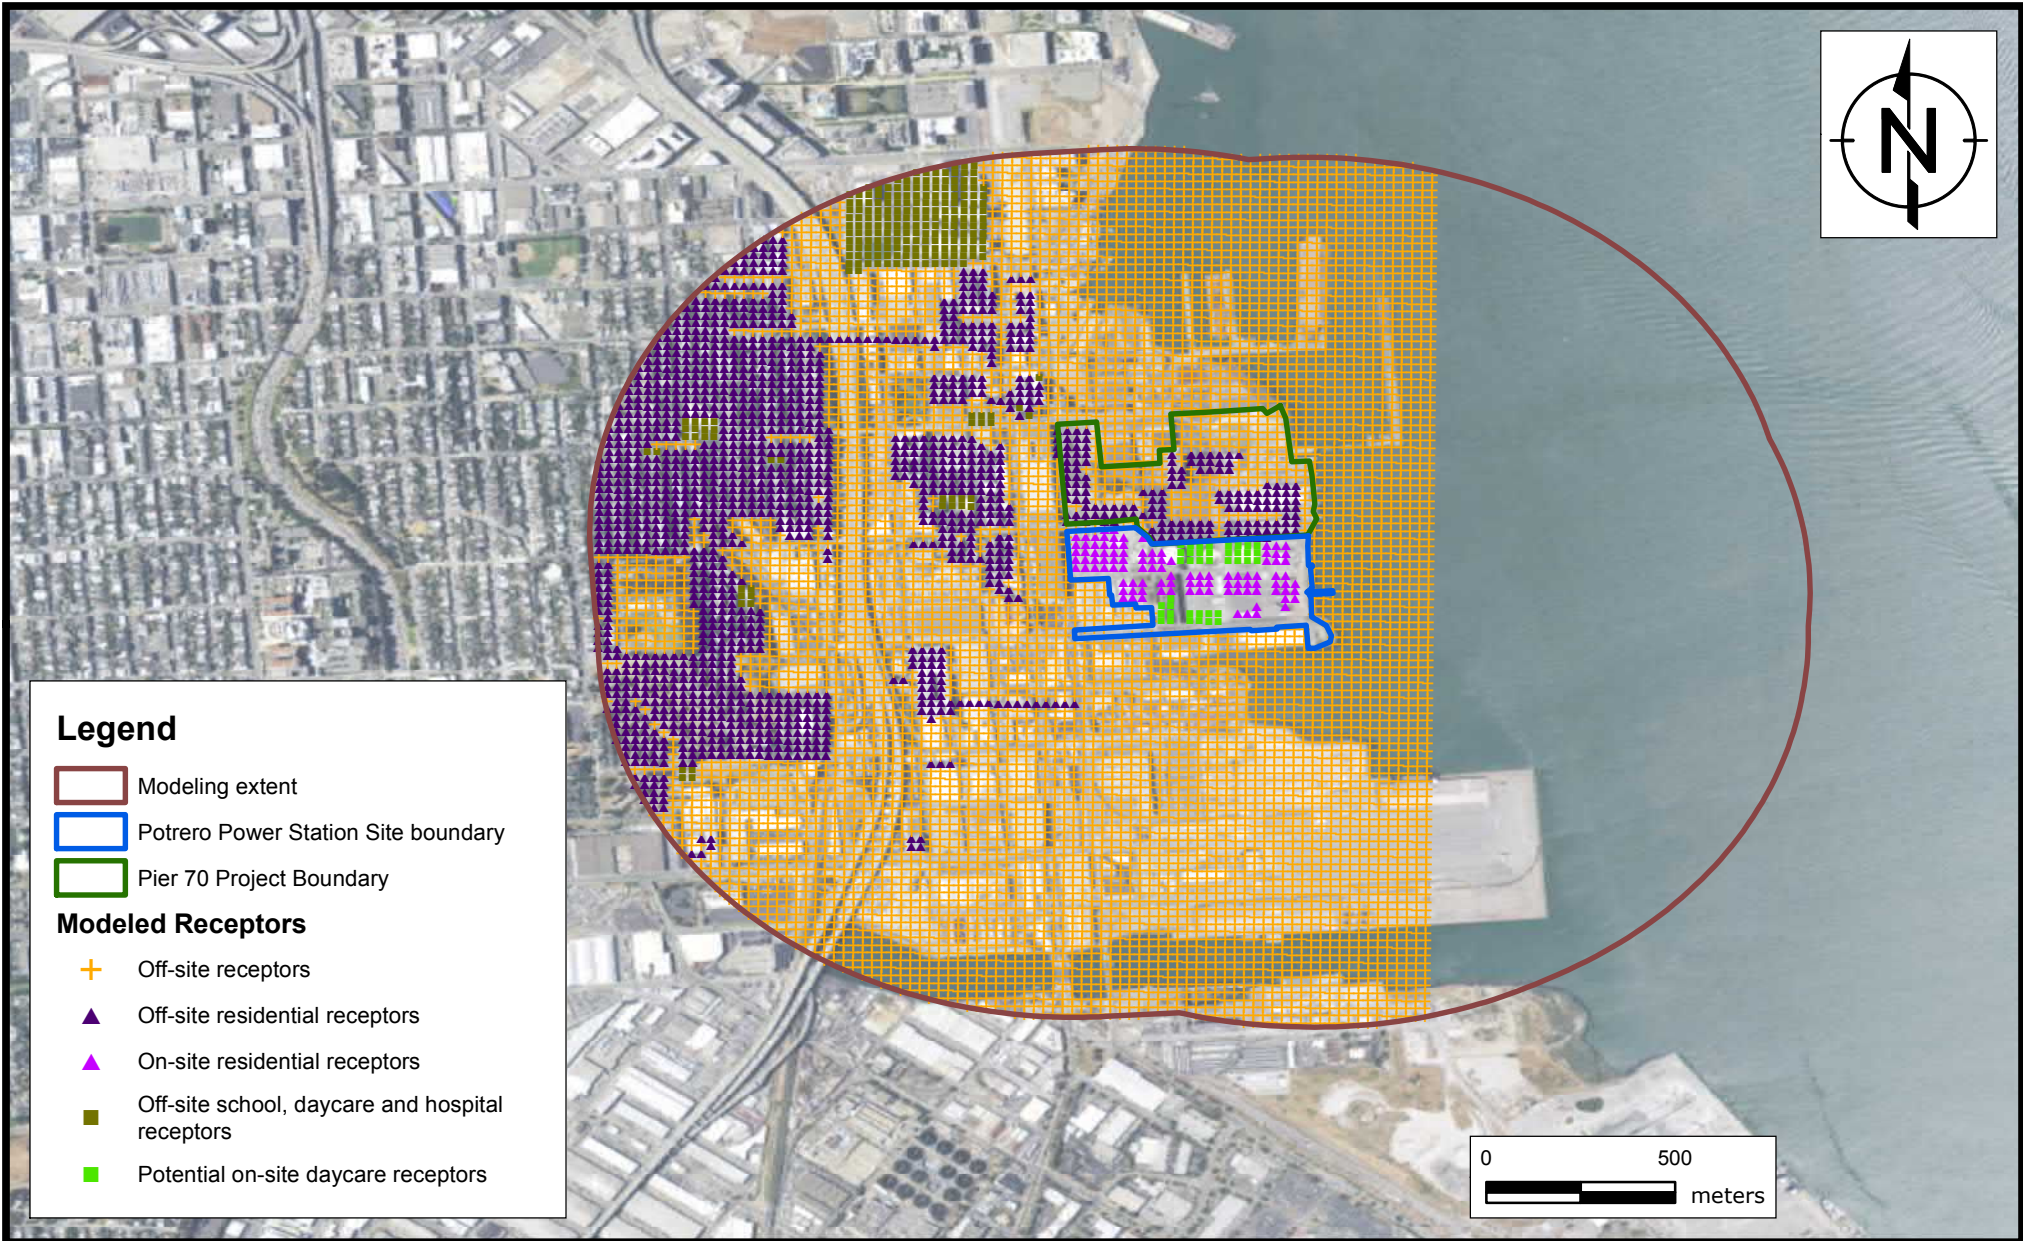 N
Legend
Modeling extent
Potrero Power Station Site boundary
Pier 70 Project Boundary
Modeled Receptors
Off-site receptors
Off-site residential receptors
On-site residential receptors
Off-site school, daycare and hospital
receptors
Potential on-site daycare receptors
0 500
meters